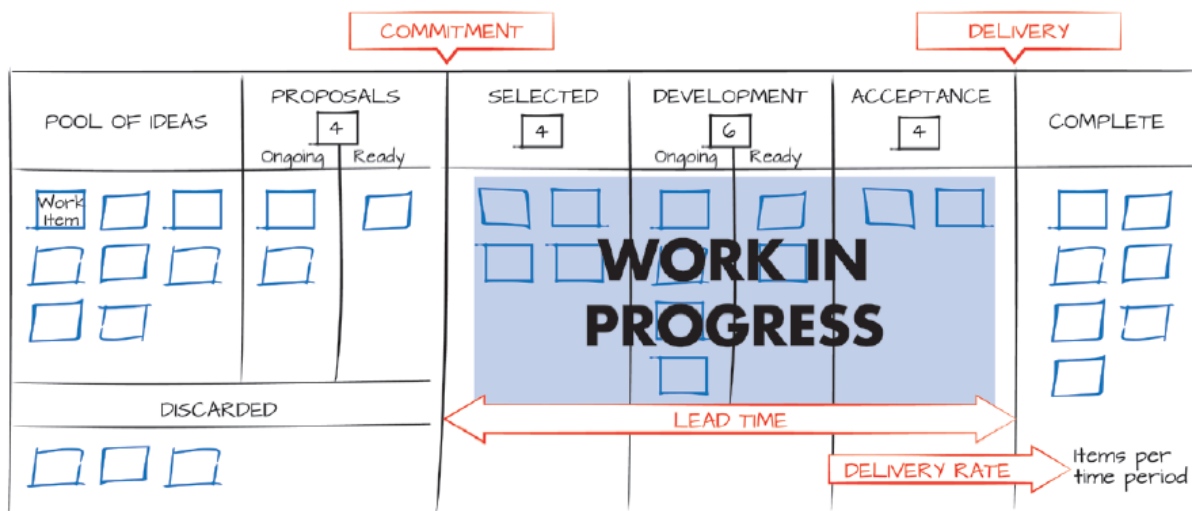 COMMITMENT
DELIVERY
POOL OF IDEAS
PROPOSALS
4
Ongoing
Ready
SELECTED
4
DEVELOPMENT
6
Ongoing
Ready
ACCEPTANCE
4
COMPLETE
Work
Item
WORK IN
PROGRESS
DISCARDED
LEAD TIME
DELIVERY RATE
Items per
time period